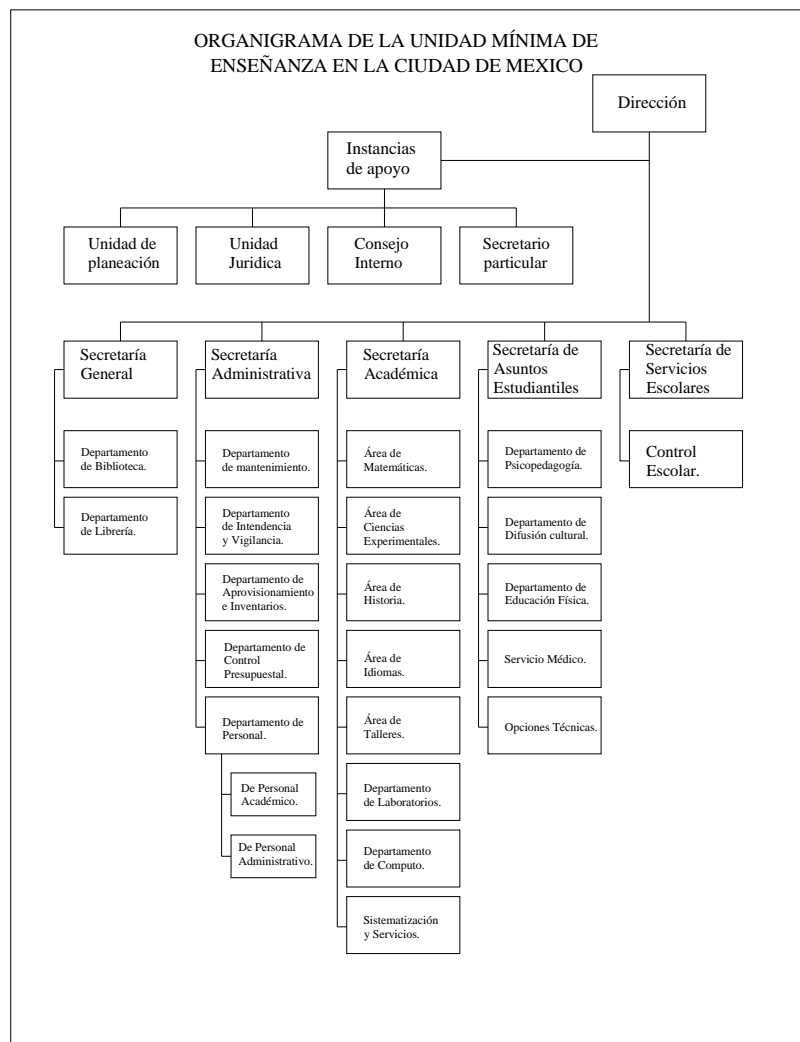 ORGANIGRAMA DE LA UNIDAD MÍNIMA DE
ENSEÑANZA EN LA CIUDAD DE MEXICO
Dirección
Instancias
de apoyo
Unidad de
planeación
Unidad
Juridica
Consejo
Interno
Secretario
particular
Secretaría
General
Secretaría
Administrativa
Secretaría
Académica
Secretaría de
Asuntos
Estudiantiles
Secretaría de
Servicios
Escolares
Departamento
de Biblioteca.
Departamento
de Librería.
Departamento
de mantenimiento.
Departamento
de Intendencia
y Vigilancia.
Departamento de
Aprovisionamiento
e Inventarios.
Departamento de
Control
Presupuestal.
Departamento de
Personal.
De Personal
Académico.
De Personal
Administrativo.
Área de
Matemáticas.
Área de
Ciencias
Experimentales.
Área de
Historia.
Área de
Idiomas.
Área de
Talleres.
Departamento
de Laboratorios.
Departamento
de Computo.
Sistematización
y Servicios.
Departamento de
Psicopedagogía.
Departamento de
Difusión cultural.
Departamento de
Educación Física.
Servicio Médico.
Opciones Técnicas.
Control
Escolar.